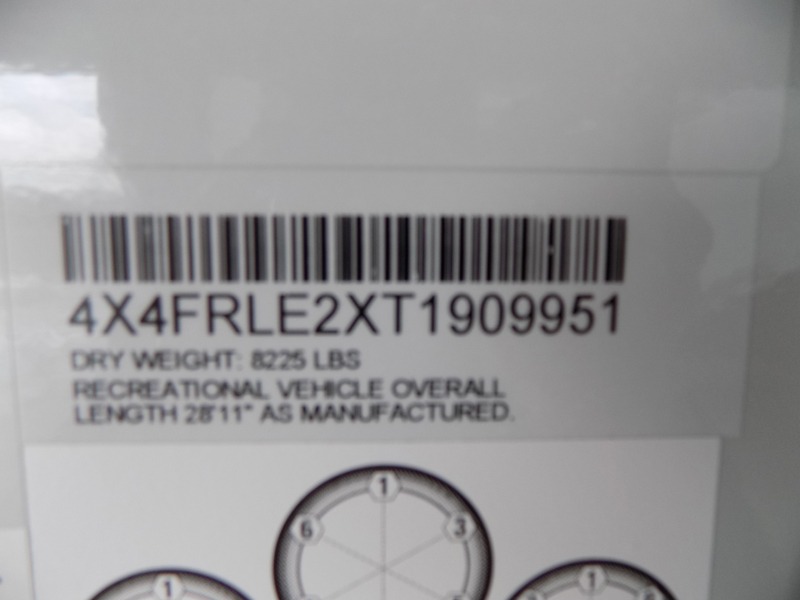 4X4FRLE2XT1909951
DRY WEIGHT: 8225 LBS
RECREATIONAL VEHICLE OVERALL
LENGTH 28'11" AS MANUFACTURED.
1
6 3
1 1